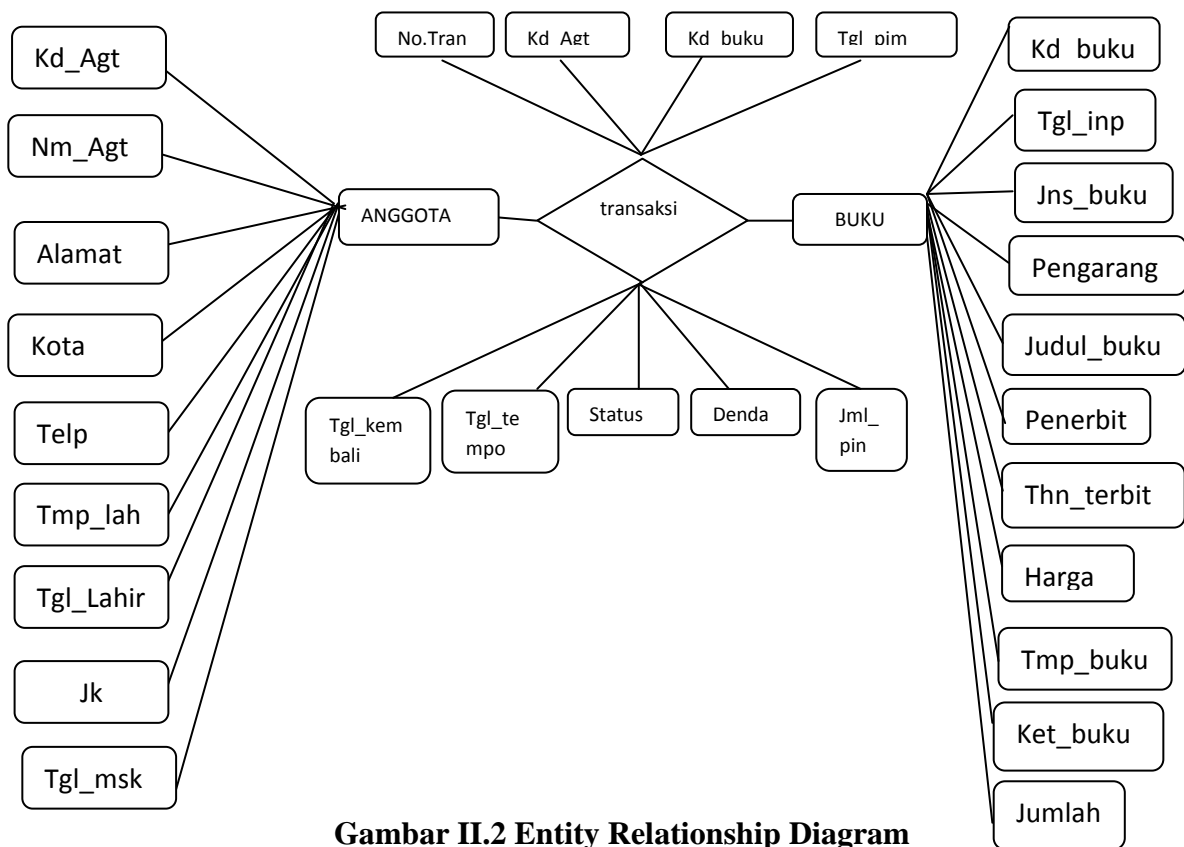 Kd_Agt
Nm_Agt
Alamat
Kota
Telp
Tmp_lah
Tgl_Lahir
Jk
Tgl_msk
No.Tran
Kd_Agt
Kd_buku
Tgl_pim
ANGGOTA
transaksi
BUKU
Tgl_kem
bali
Tgl_te
mpo
Status
Denda
Jml_
pin
Kd_buku
Tgl_inp
Jns_buku
Pengarang
Judul_buku
Penerbit
Thn_terbit
Harga
Tmp_buku
Ket_buku
Jumlah
Gambar II.2 Entity Relationship Diagram